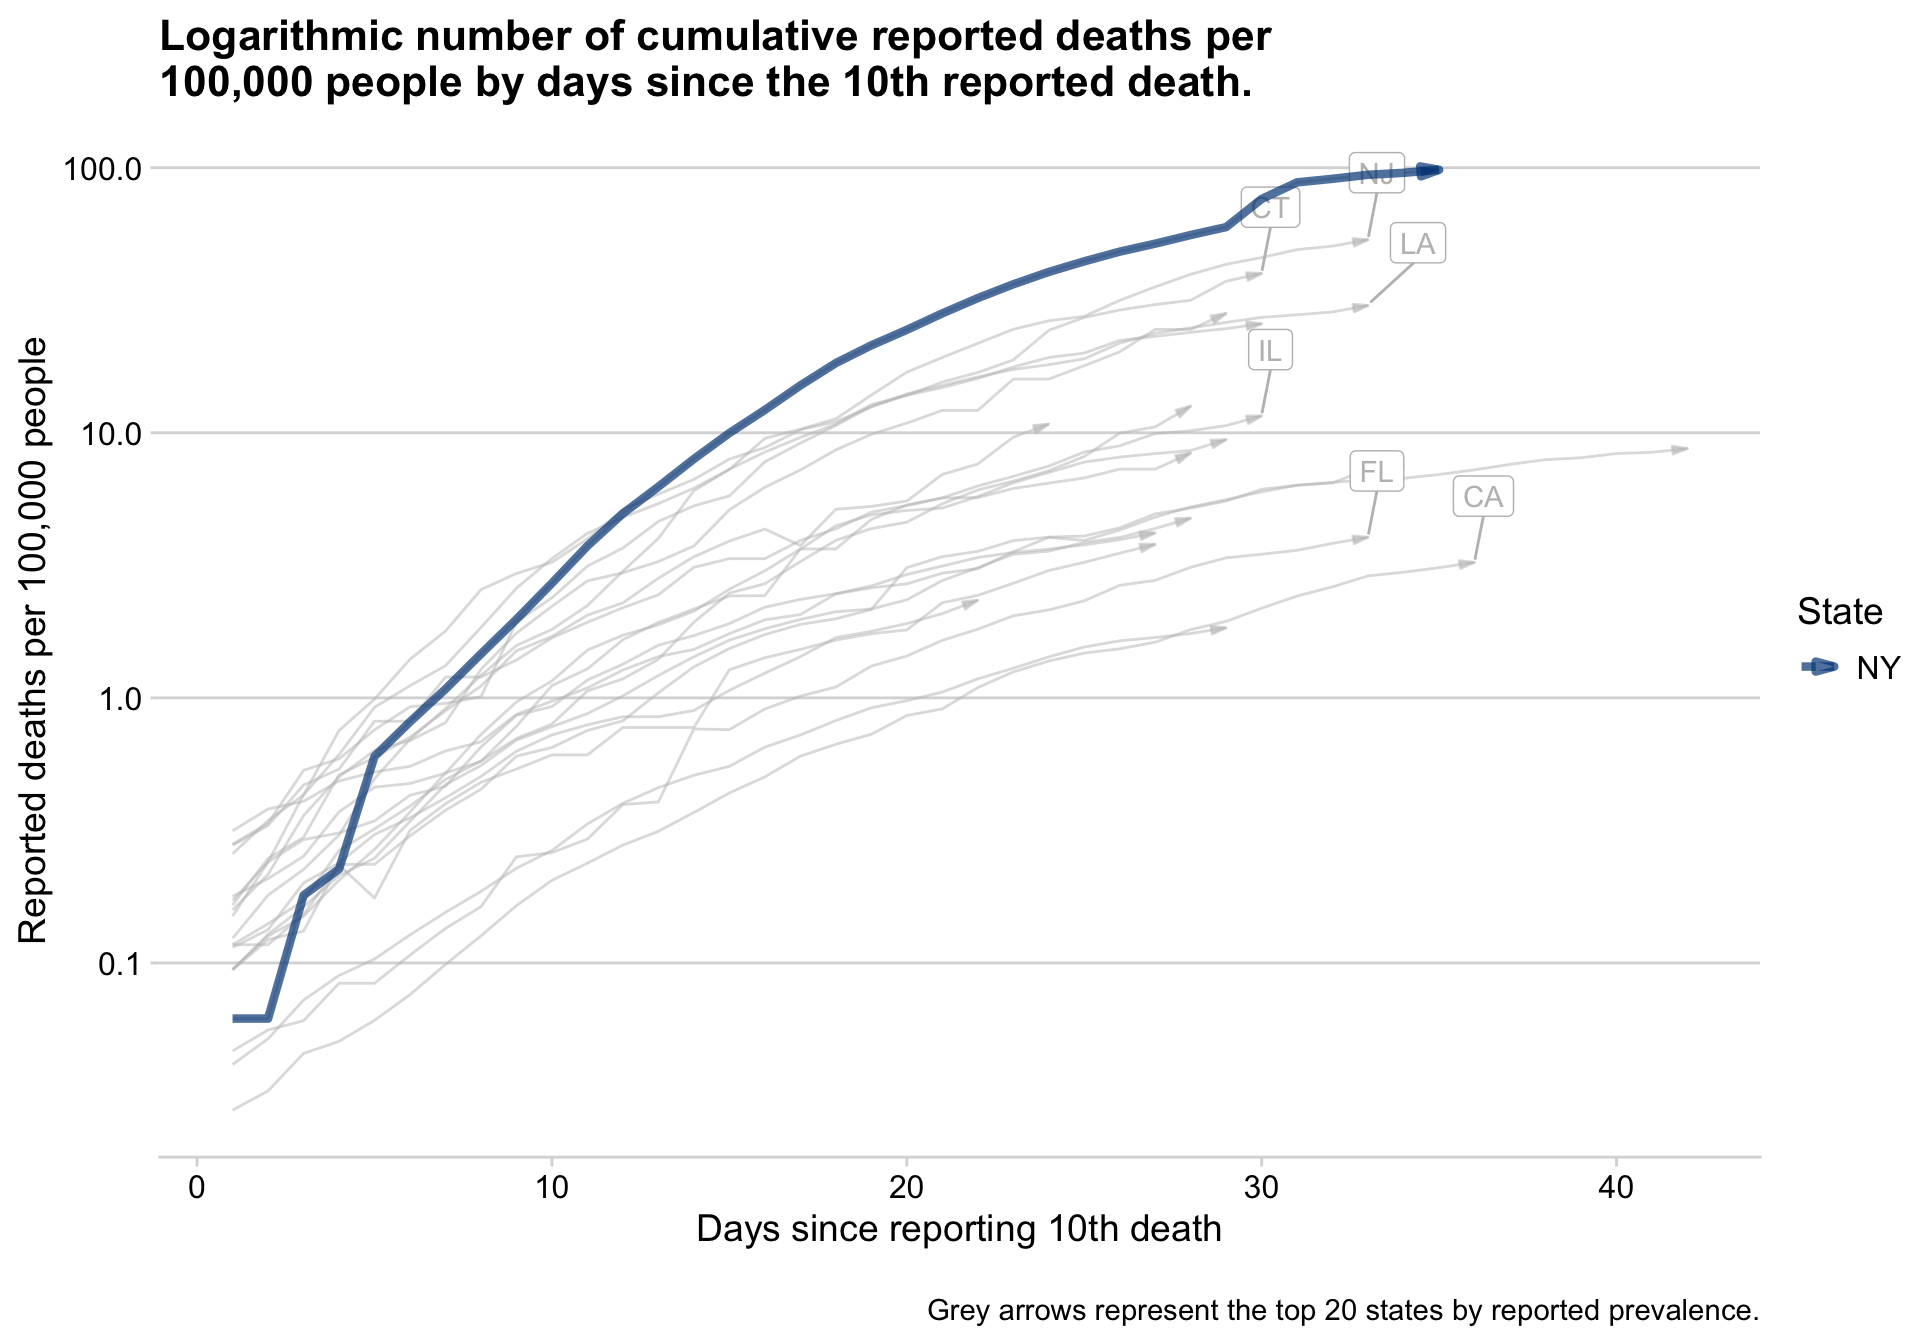 Logarithmic number of cumulative reported deaths per
100,000 people by days since the 10th reported death.
Reported deaths per 100,000 people
100.0
10.0
1.0
0.1
NJ
CT
LA
IL
FL
CA
State
NY
0 10 20 30 40
Days since reporting 10th death
Grey arrows represent the top 20 states by reported prevalence.